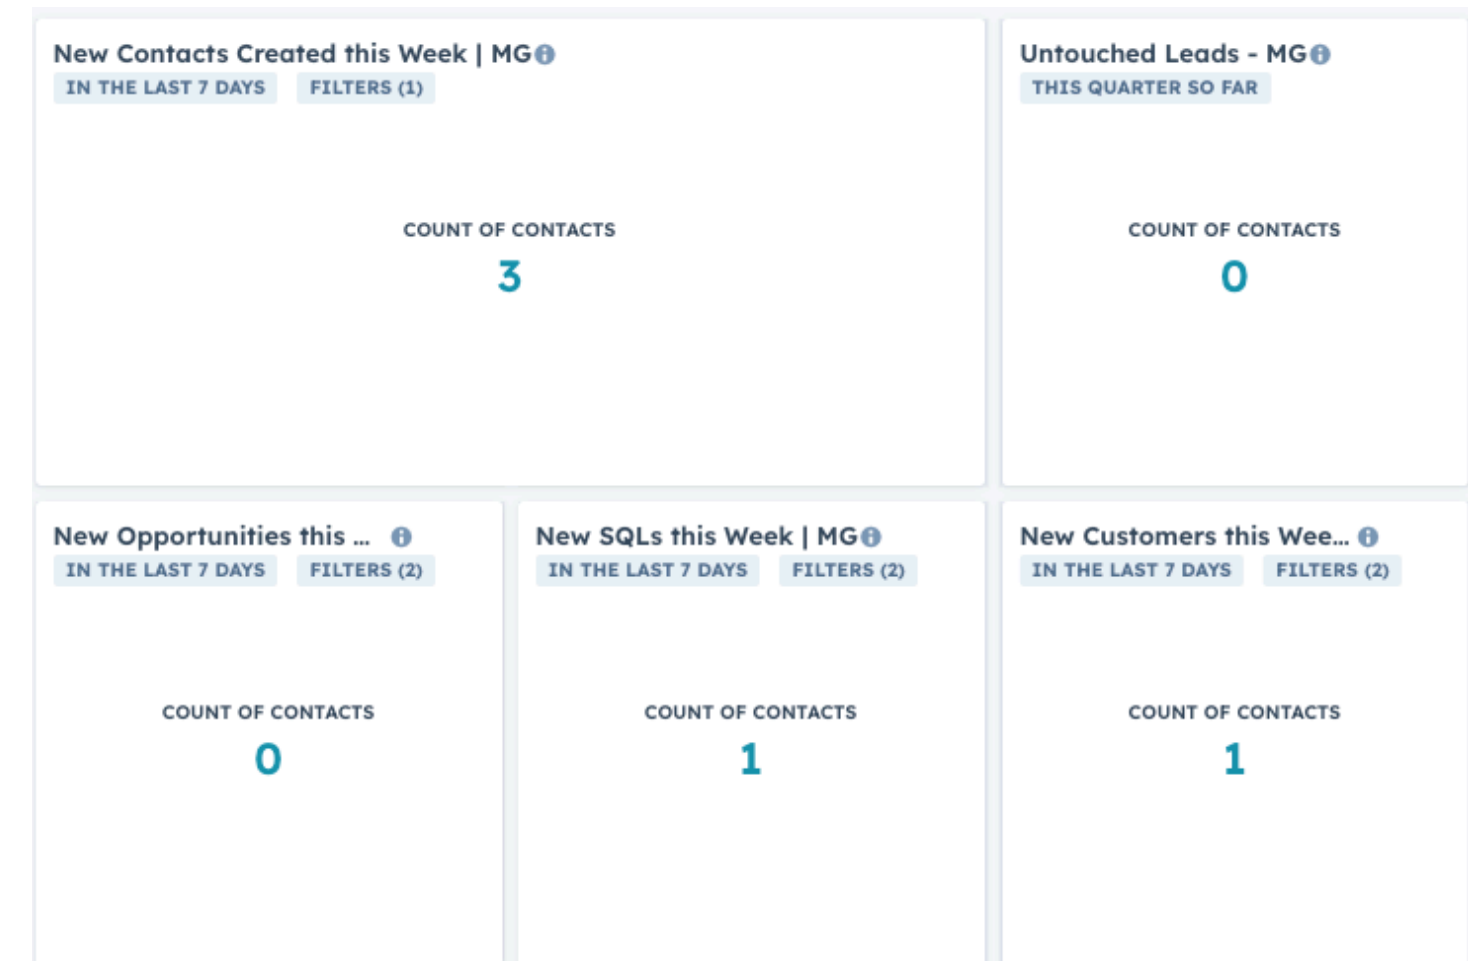 New Contacts Created this Week | MG
IN THE LAST 7 DAYS FILTERS (1)
COUNT OF CONTACTS
3
Untouched Leads - MG
THIS QUARTER SO FAR
COUNT OF CONTACTS
0
New Opportunities this ...
IN THE LAST 7 DAYS FILTERS (2)
COUNT OF CONTACTS
0
New SQLs this Week | MG
IN THE LAST 7 DAYS FILTERS (2)
COUNT OF CONTACTS
1
New Customers this Wee...
IN THE LAST 7 DAYS FILTERS (2)
COUNT OF CONTACTS
1